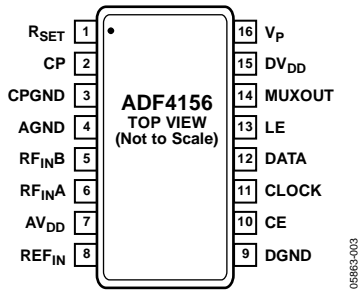 RSET 1
CP 2
CPGND 3
AGND 4
RFINB 5
RFINA 6
AVDD 7
REFIN 8
ADF4156
TOP VIEW
(Not to Scale)
16 VP
15 DVDD
14 MUXOUT
13 LE
12 DATA
11 CLOCK
10 CE
9 DGND
05863-003